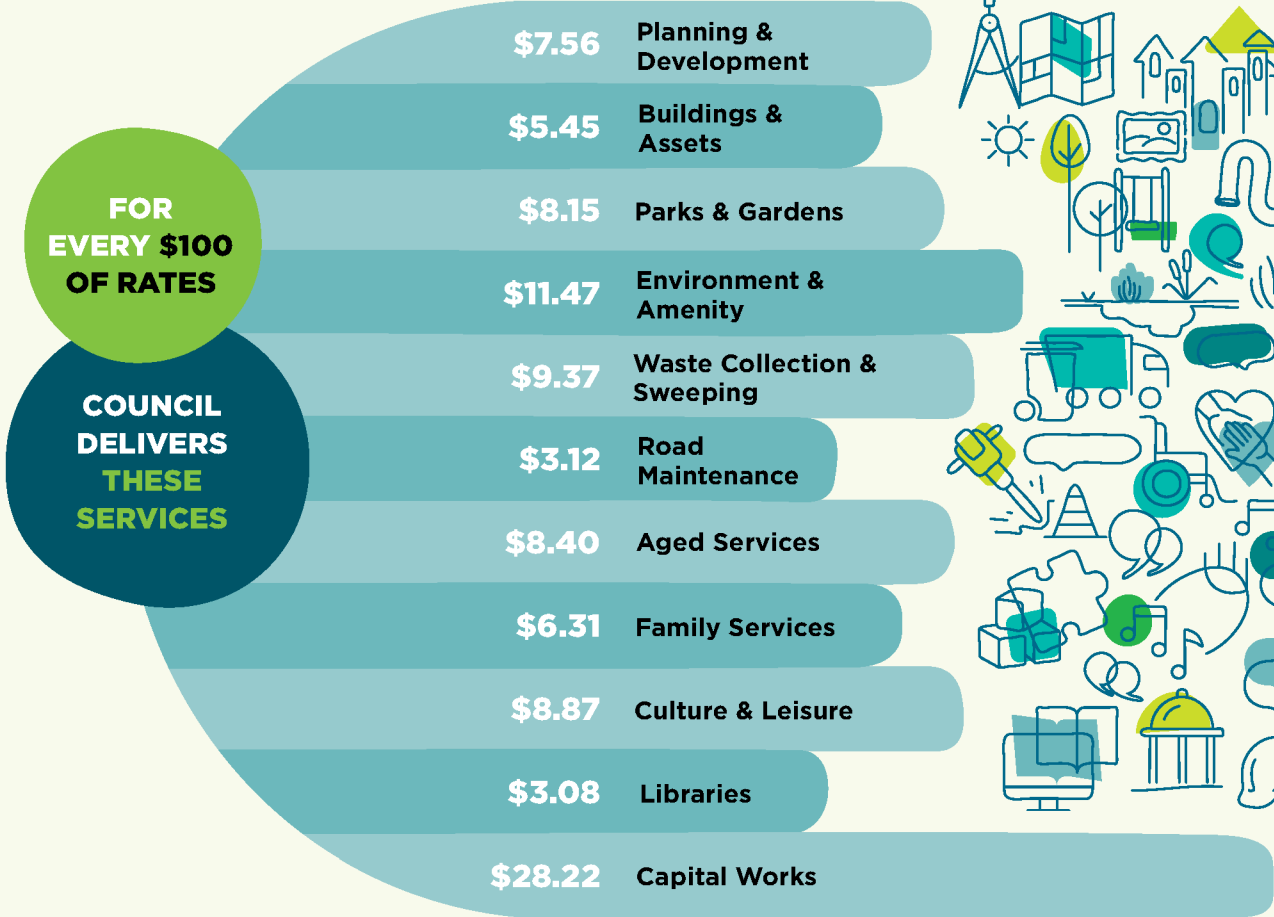 FOR
EVERY $100
OF RATES
COUNCIL
DELIVERS
THESE
SERVICES
$7.56 Planning &
Development
$5.45 Buildings &
Assets
$8.15 Parks & Gardens
$11.47 Environment &
Amenity
$9.37 Waste Collection &
Sweeping
$3.12 Road
Maintenance
$8.40 Aged Services
$6.31 Family Services
$8.87 Culture & Leisure
$3.08 Libraries
$28.22 Capital Works